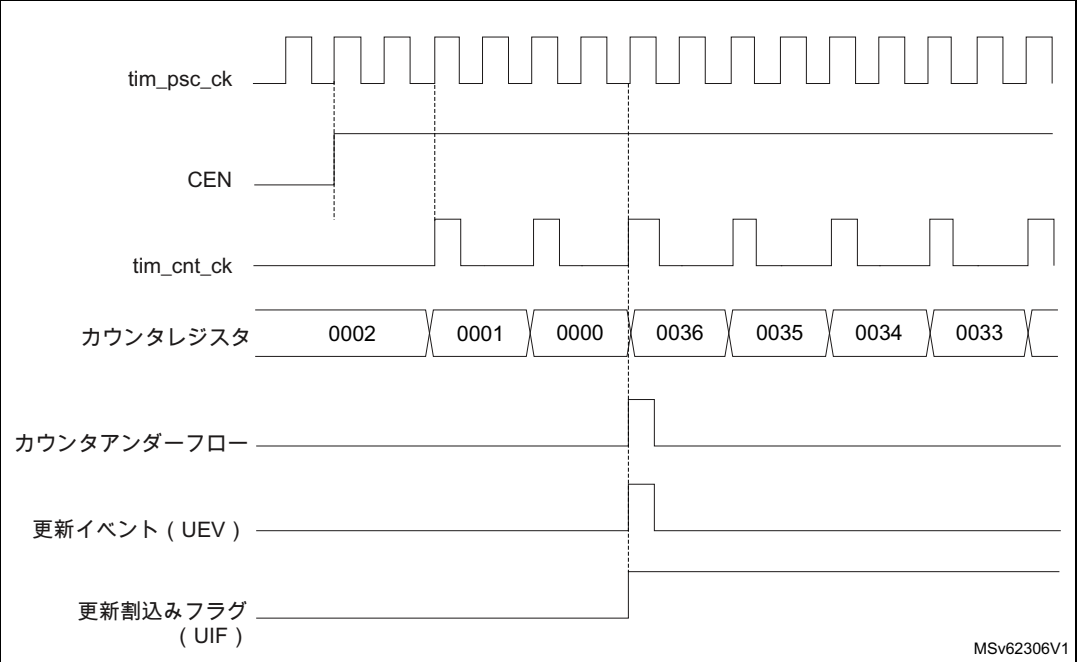 tim_psc_ck
CEN
tim_cnt_ck
カウンタレジスタ 0002 0001 0000 0036 0035 0034 0033
カウンタアンダーフロー
更新イベント ( UEV )
更新割込みフラグ
( UIF )
MSv62306V1